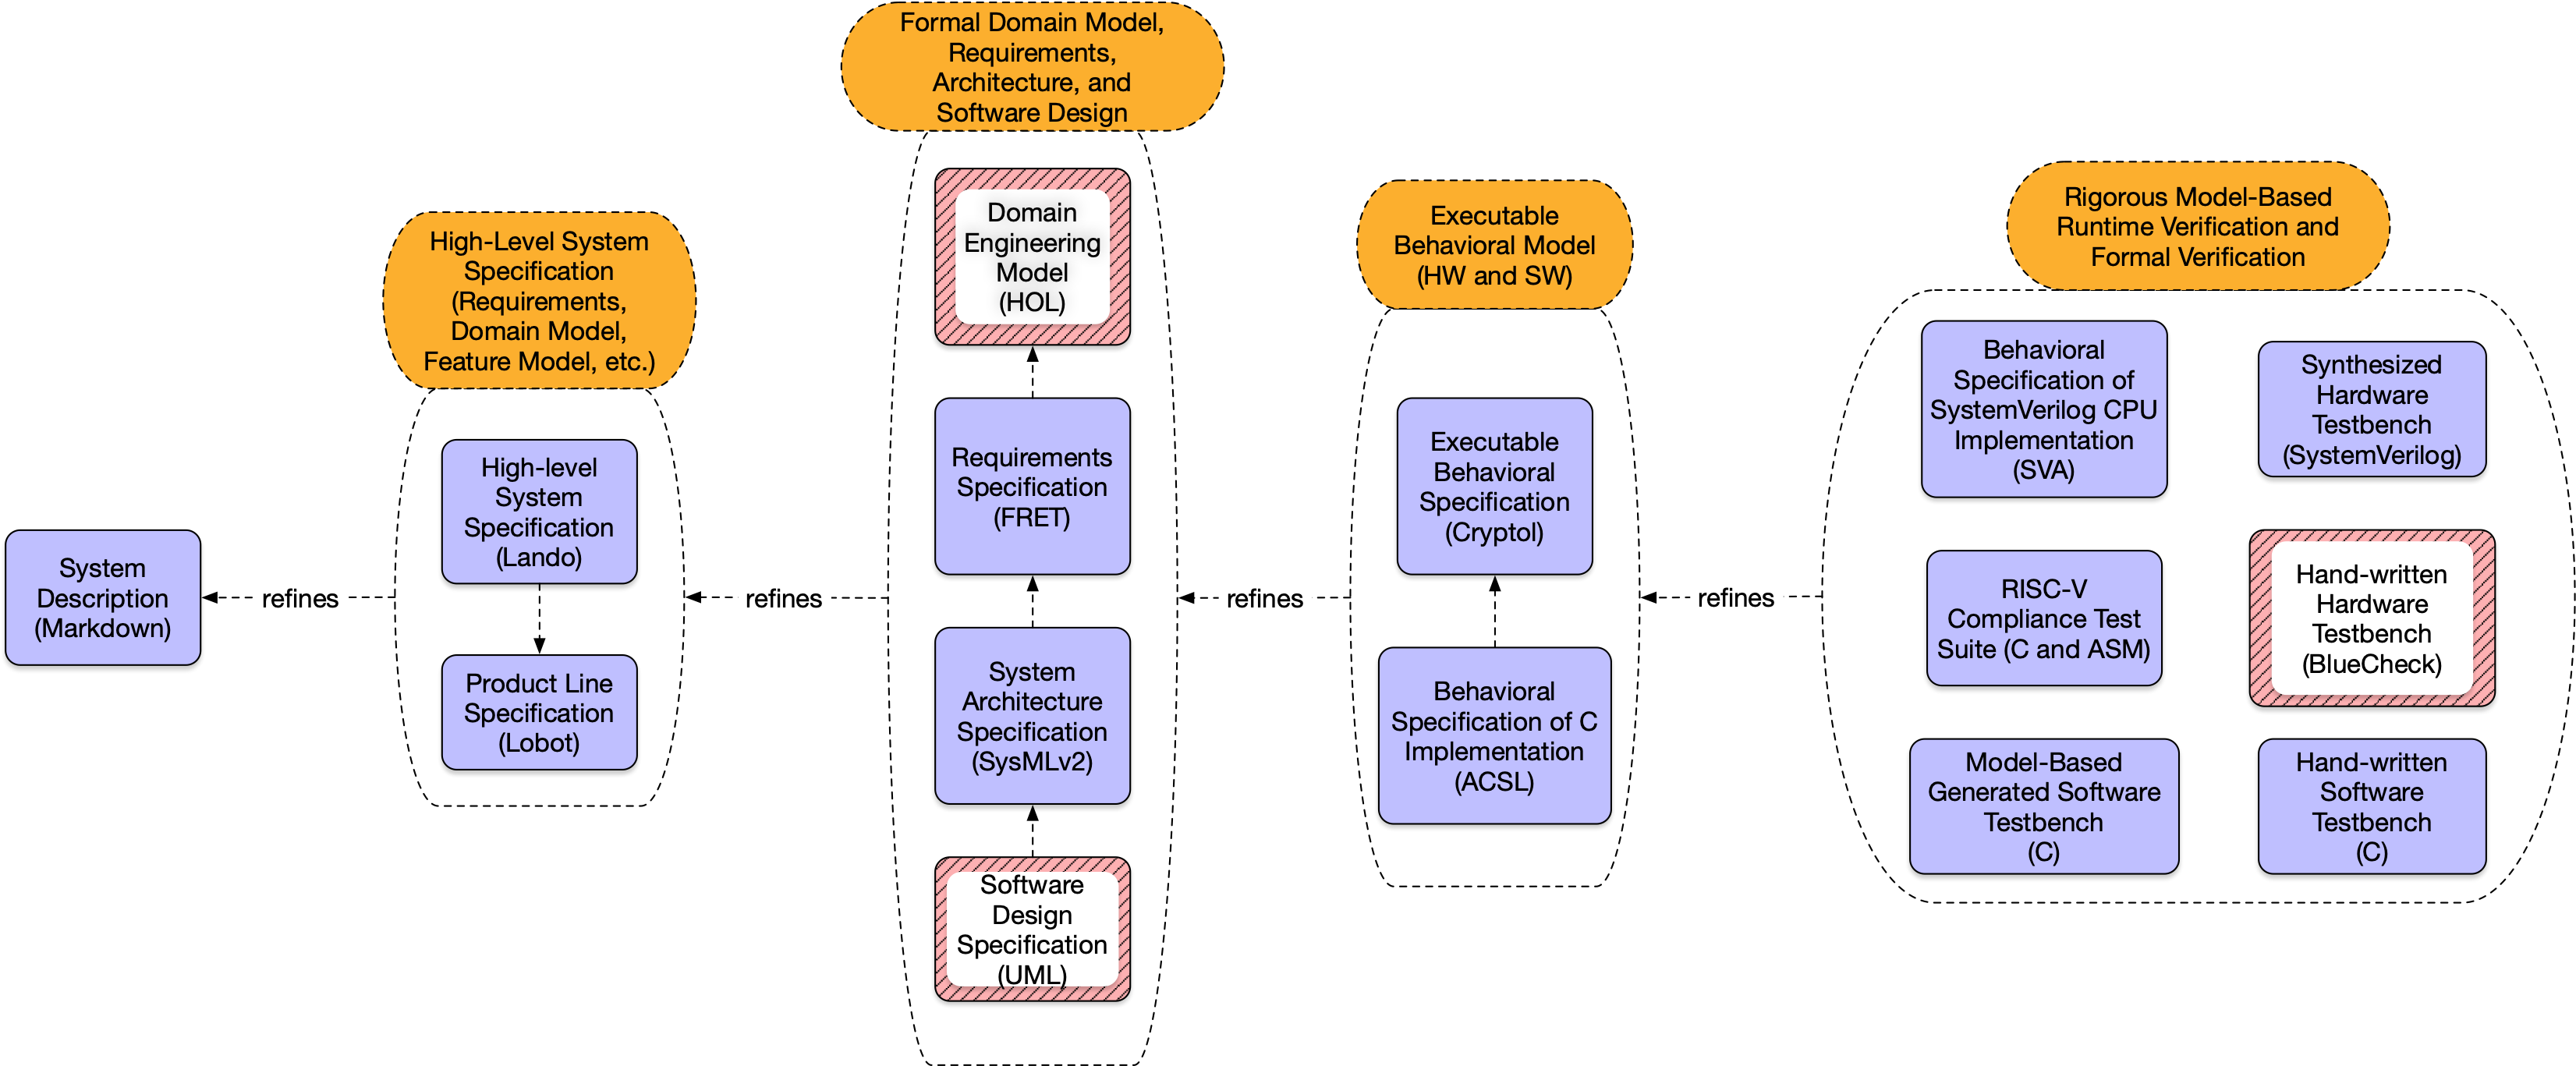 System
Description
(Markdown)
refines
High-Level System
Specification
(Requirements,
Domain Model,
Feature Model, etc.)
High-level
System
Specification
(Lando)
Product Line
Specification
(Lobot)
refines
Formal Domain Model,
Requirements,
Architecture, and
Software Design
Domain
Engineering
Model
(HOL)
Requirements
Specification
(FRET)
System
Architecture
Specification
(SysMLv2)
Software
Design
Specification
(UML)
refines
Executable
Behavioral Model
(HW and SW)
Executable
Behavioral
Specification
(Cryptol)
Behavioral
Specification of C
Implementation
(ACSL)
refines
Rigorous Model-Based
Runtime Verification and
Formal Verification
Behavioral
Specification of
SystemVerilog CPU
Implementation
(SVA)
Synthesized
Hardware
Testbench
(SystemVerilog)
RISC-V
Compliance Test
Suite (C and ASM)
Hand-written
Hardware
Testbench
(BlueCheck)
Model-Based
Generated Software
Testbench
(C)
Hand-written
Software
Testbench
(C)